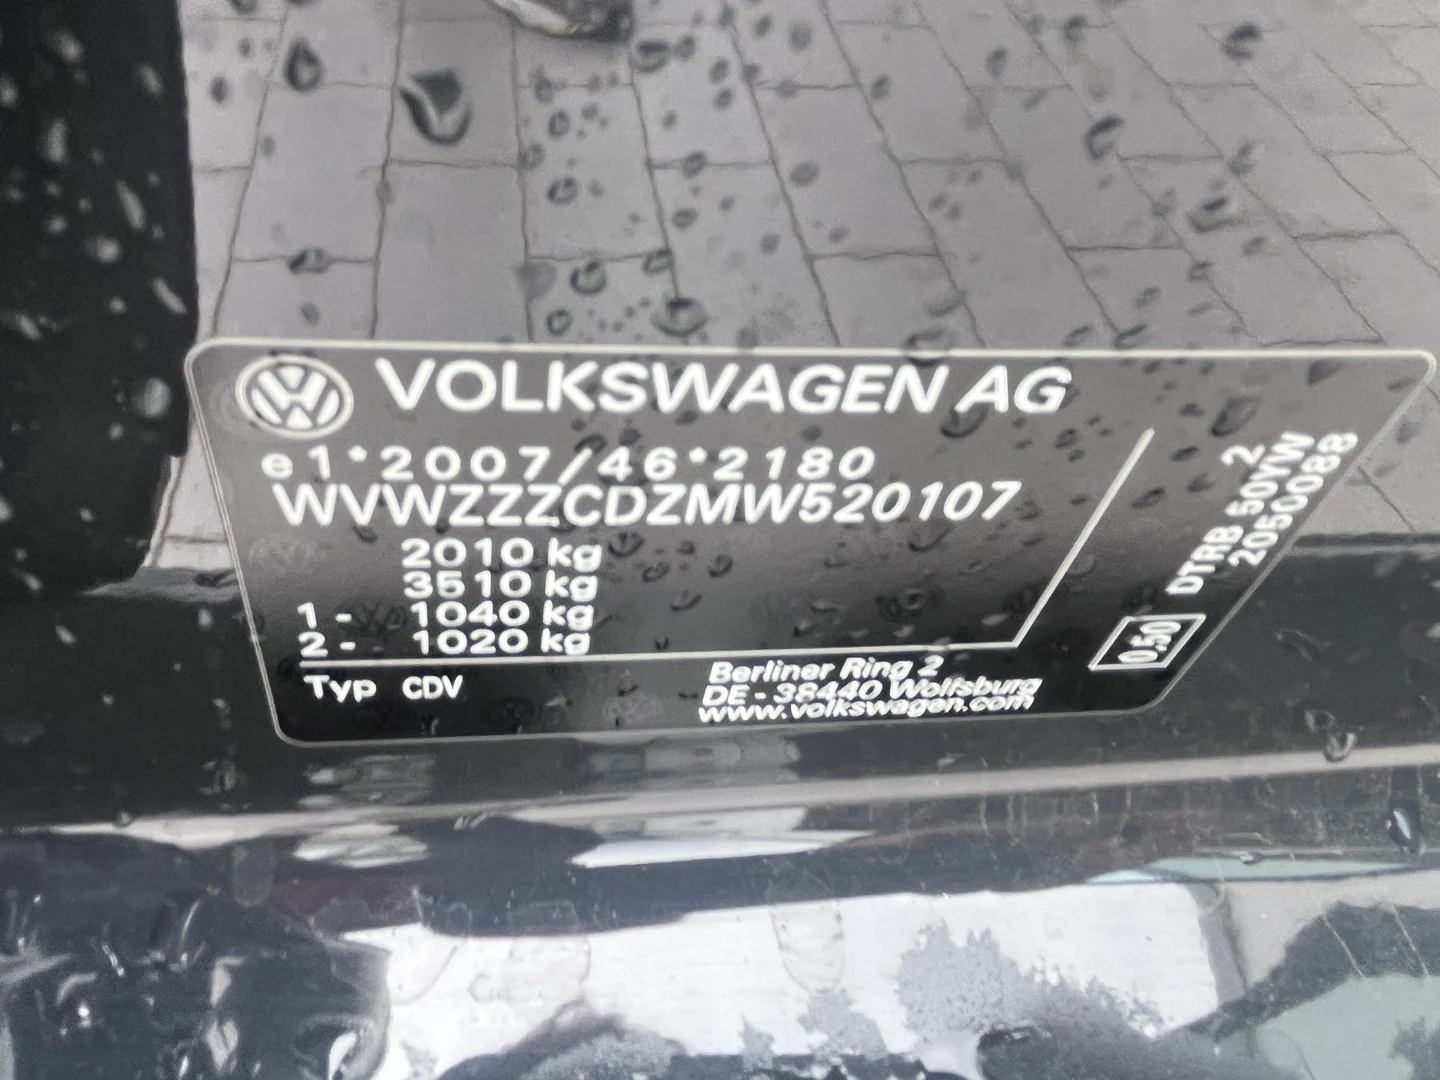 VOLKSWAGEN AG
e1*2007/46*2180
WVWZZZCDZMW520107
2010 kg
3510 kg
1 - 1040 kg
2 - 1020 kg
Typ CDV
Berliner Ring 2
DE - 38440 Wolfsburg
www.volkswagen.com
2
DTRB 50YW
2050088
0.50